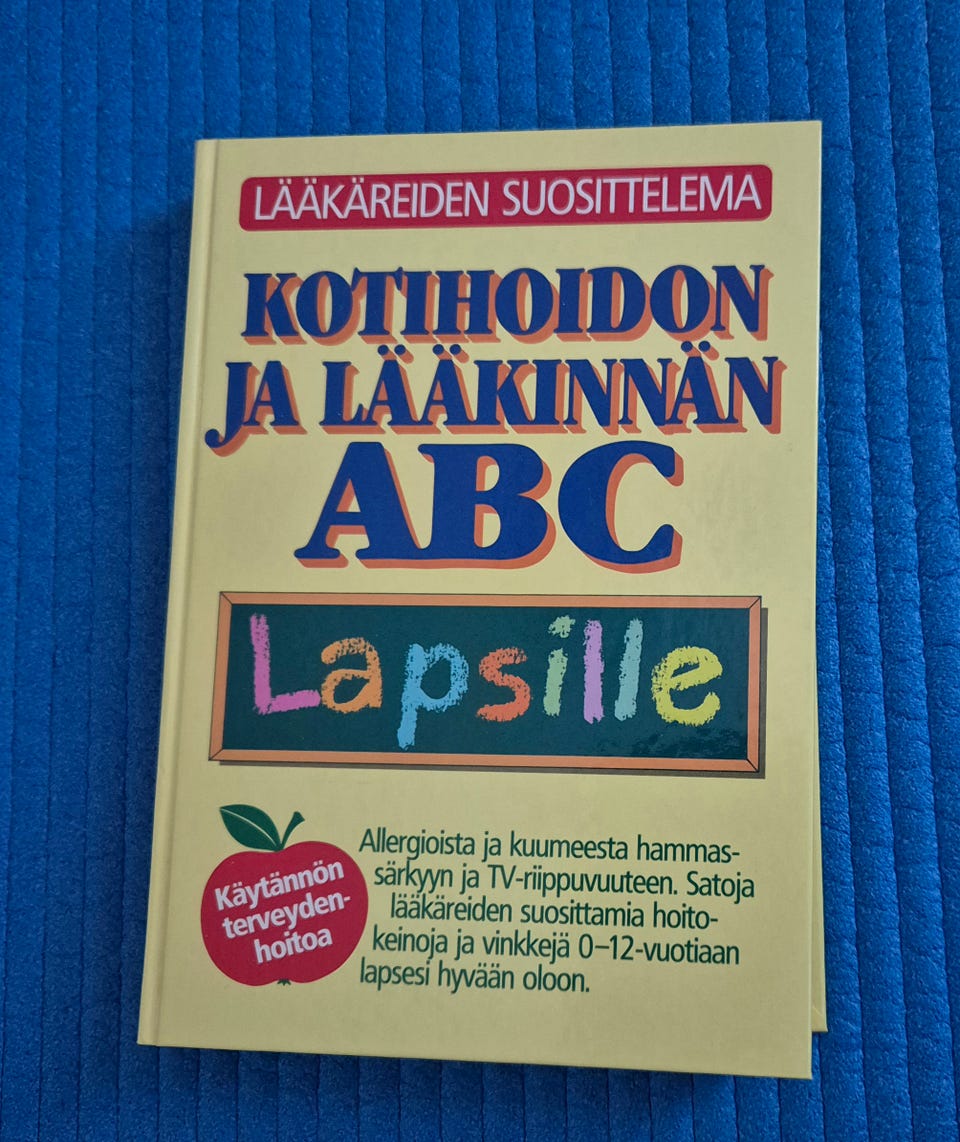 LÄÄKÄREIDEN SUOSITTELEMA
KOTIHOIDON
JA LÄÄKINNÄN
ABC
Lapsille
Käytännön
terveyden-
hoitoa
Allergioista ja kuumeesta hammas-
särkyyn ja TV-riippuvuuteen. Satoja
lääkäreiden suosittamia hoito-
keinoja ja vinkkejä 0–12-vuotiaan
lapsesi hyvään oloon.